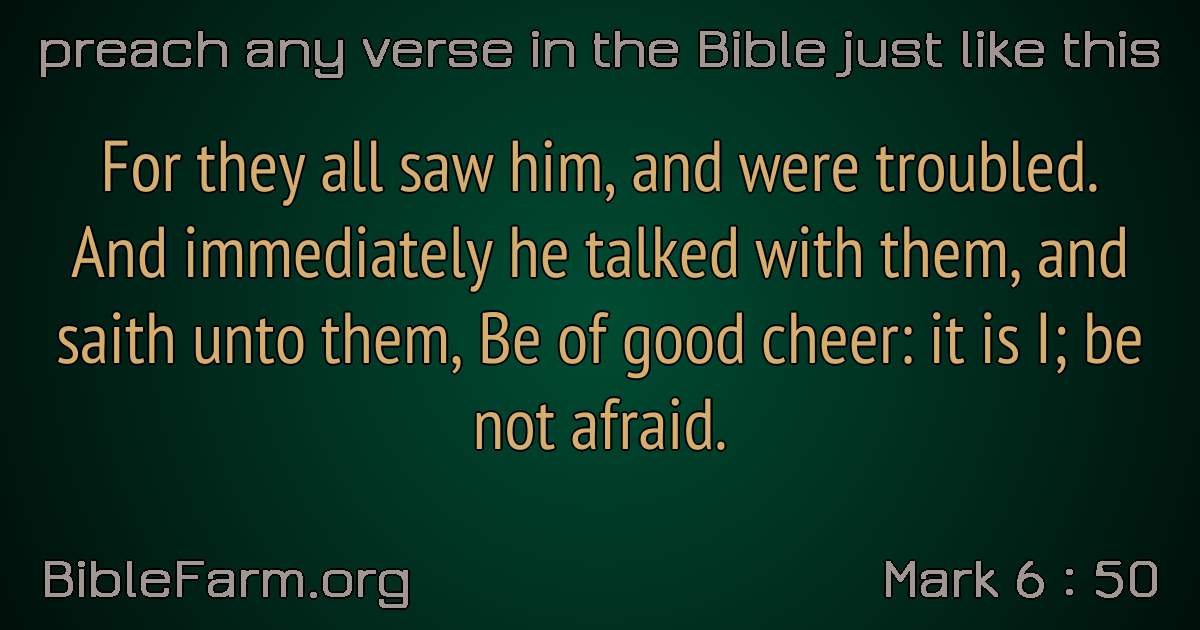 preach any verse in the Bible just like this
For they all saw him, and were troubled.
And immediately he talked with them, and
saith unto them, Be of good cheer: it is I; be
not afraid.
BibleFarm.org
Mark 6 : 50